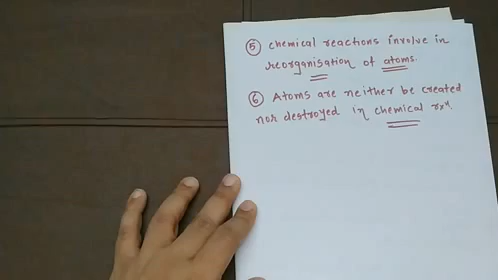 ⑤ chemical reactions involve in
reorganisation of atoms.
⑥ Atoms are neither be created
nor destroyed in chemical rxⁿ.